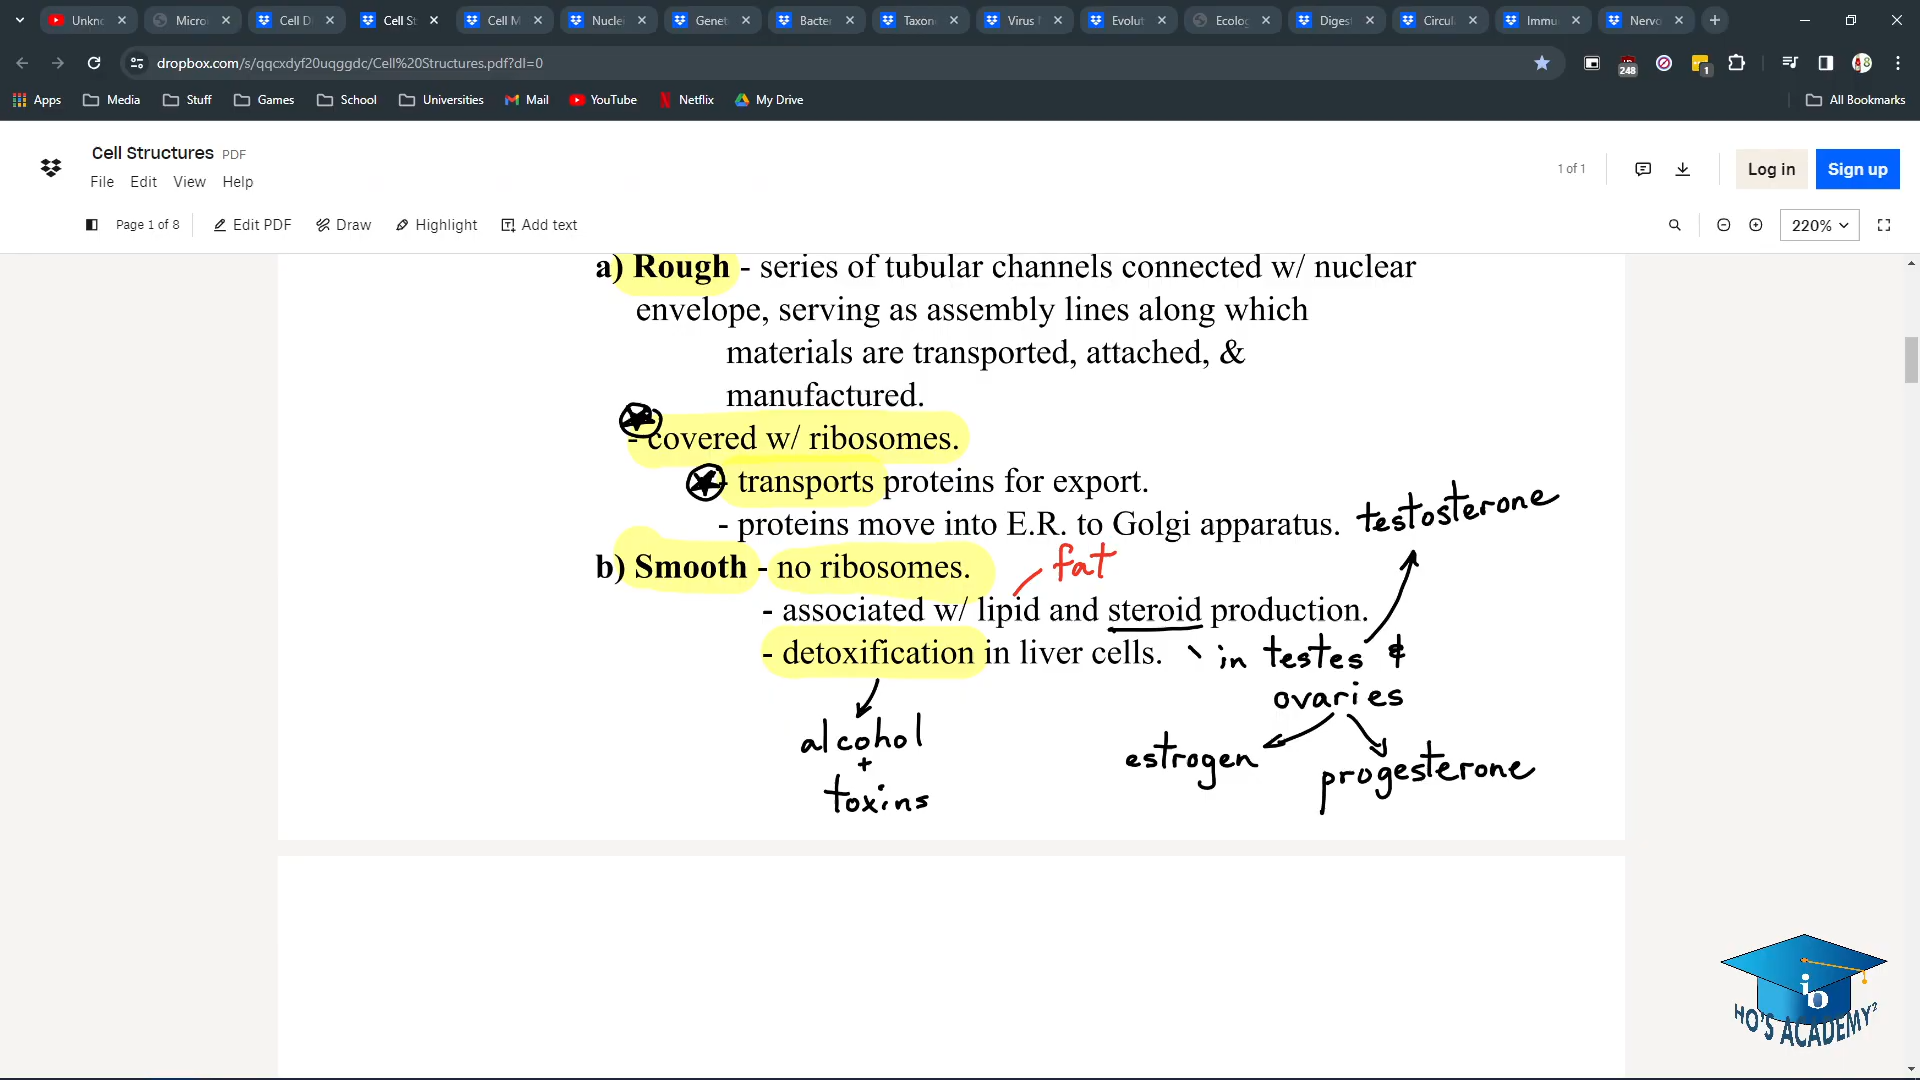 Unkno
Micro
Cell D
Cell St
Cell M
Nuclei
Genet
Bacte
Taxon
Virus
Evolut
Ecolog
Digest
Circul
Immu
Nervo
dropbox.com/s/qqcxdyf20uqggdc/Cell%20Structures.pdf?dl=0
248
1
Apps Media Stuff Games School Universities Mail YouTube Netflix My Drive All Bookmarks
Cell Structures PDF
File Edit View Help
1 of 1
Log in
Sign up
Page 1 of 8
Edit PDF
Draw
Highlight
Add text
220%
a) Rough - series of tubular channels connected w/ nuclear
envelope, serving as assembly lines along which
materials are transported, attached, &
manufactured.
- covered w/ ribosomes.
- transports proteins for export.
- proteins move into E.R. to Golgi apparatus.
testosterone
b) Smooth - no ribosomes.
fat
- associated w/ lipid and steroid production.
- detoxification in liver cells.
in testes &
ovaries
alcohol
+
toxins
estrogen
progesterone
ib
HO'S ACADEMY